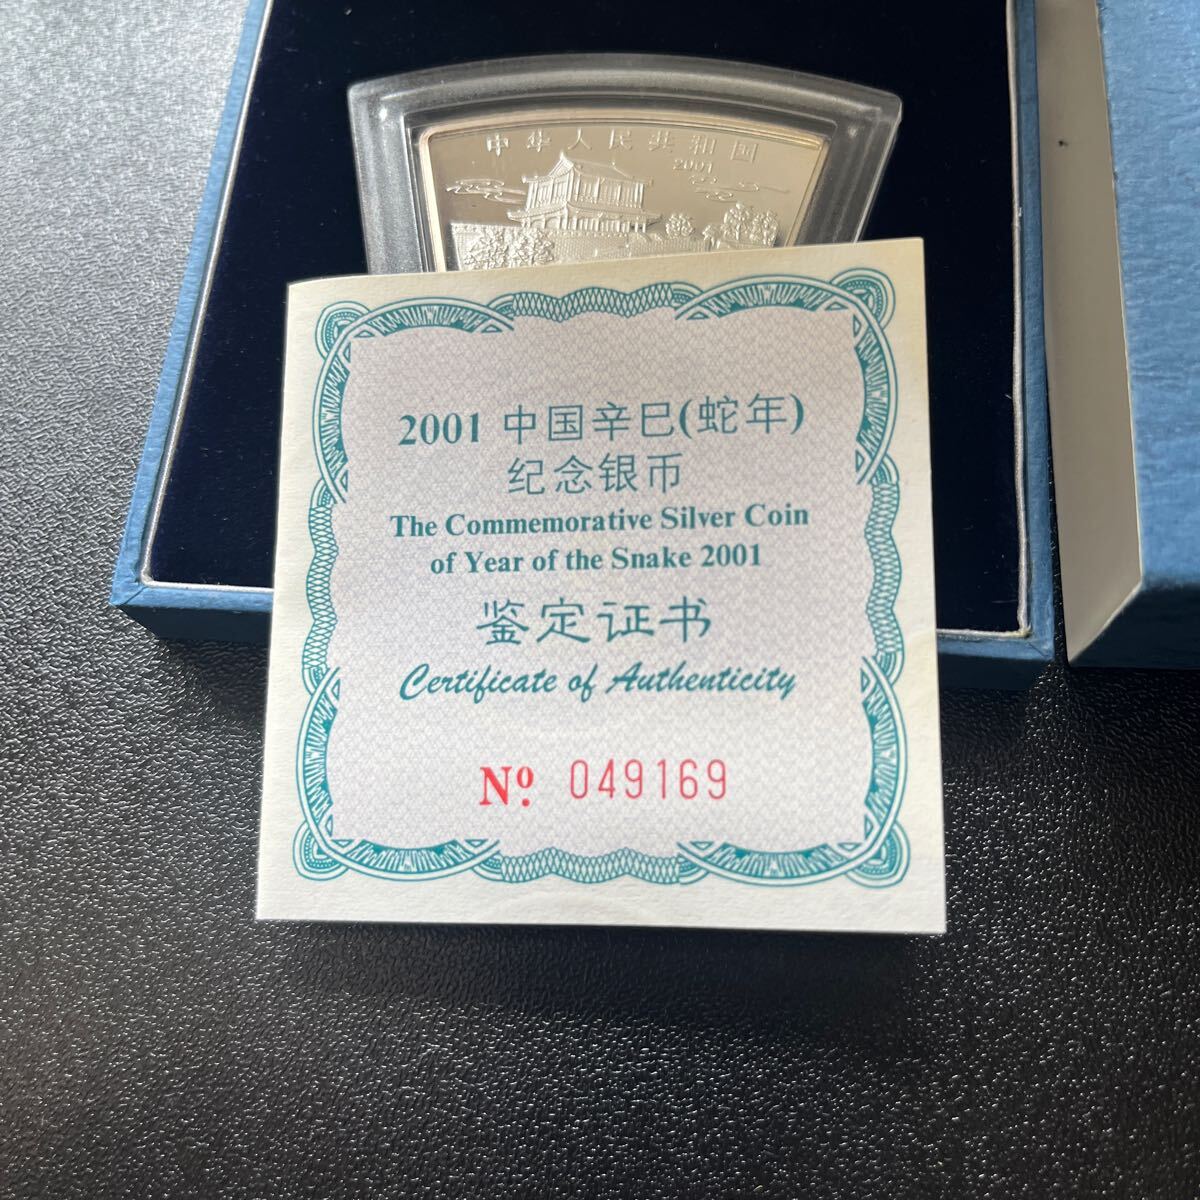 中华人民共和国
2001
2001 中国辛巳(蛇年)
纪念银币
The Commemorative Silver Coin
of Year of the Snake 2001
鉴定证书
Certificate of Authenticity
Nº. 049169